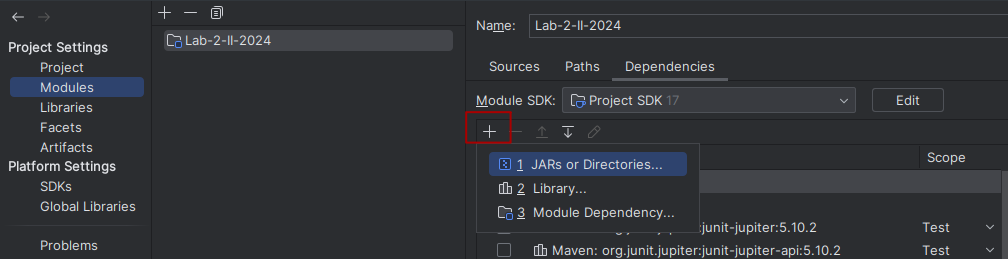 Project Settings
Project
Modules
Libraries
Facets
Artifacts
Platform Settings
SDKs
Global Libraries
Problems
Lab-2-II-2024
Name: Lab-2-II-2024
Sources Paths Dependencies
Module SDK: Project SDK 17 Edit
Scope
1 JARs or Directories...
2 Library...
3 Module Dependency...
:junit-jupiter:5.10.2 Test
Maven: org.junit.jupiter:junit-jupiter-api:5.10.2 Test